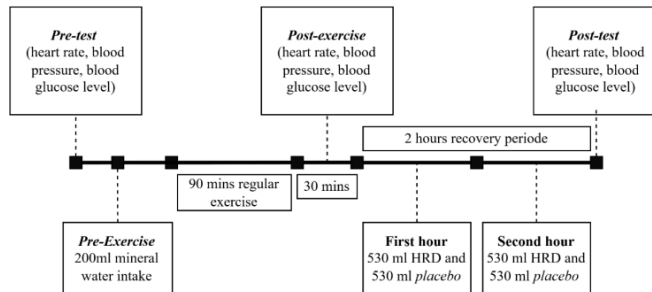 Pre-test
(heart rate, blood
pressure, blood
glucose level)
Post-exercise
(heart rate, blood
pressure, blood
glucose level)
Post-test
(heart rate, blood
pressure, blood
glucose level)
2 hours recovery periode
90 mins regular
exercise
30 mins
Pre-Exercise
200ml mineral
water intake
First hour
530 ml HRD and
530 ml placebo
Second hour
530 ml HRD and
530 ml placebo